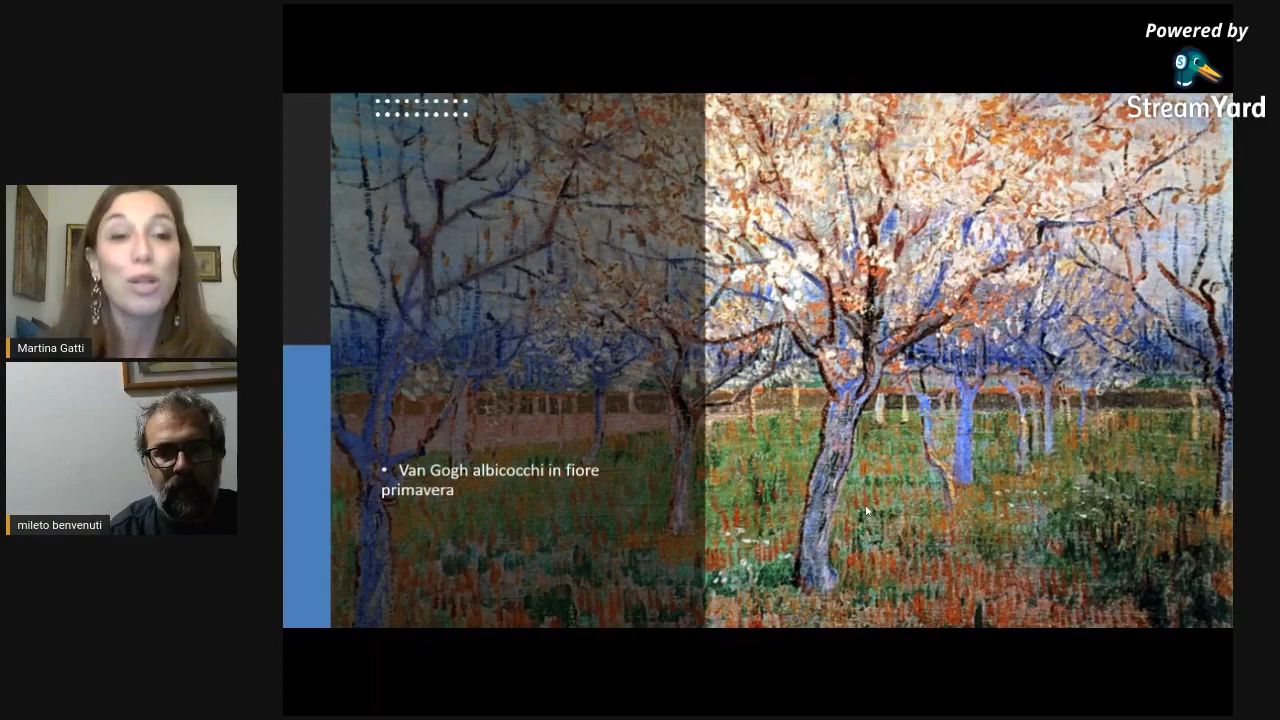 Powered by
StreamYard
Martina Gatti
mileto benvenuti
• Van Gogh albicocchi in fiore
primavera